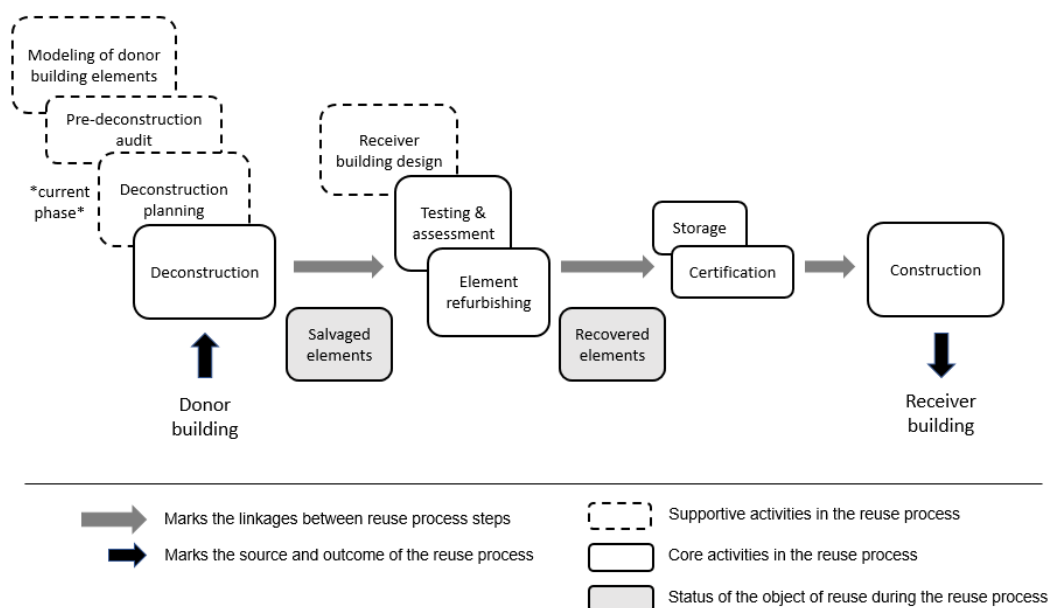 Modeling of donor
building elements
Pre-deconstruction
audit
*current
phase*
Deconstruction
planning
Deconstruction
Donor
building
Salvaged
elements
Receiver
building design
Testing &
assessment
Element
refurbishing
Recovered
elements
Storage
Certification
Construction
Receiver
building
Marks the linkages between reuse process steps
Marks the source and outcome of the reuse process
Supportive activities in the reuse process
Core activities in the reuse process
Status of the object of reuse during the reuse process